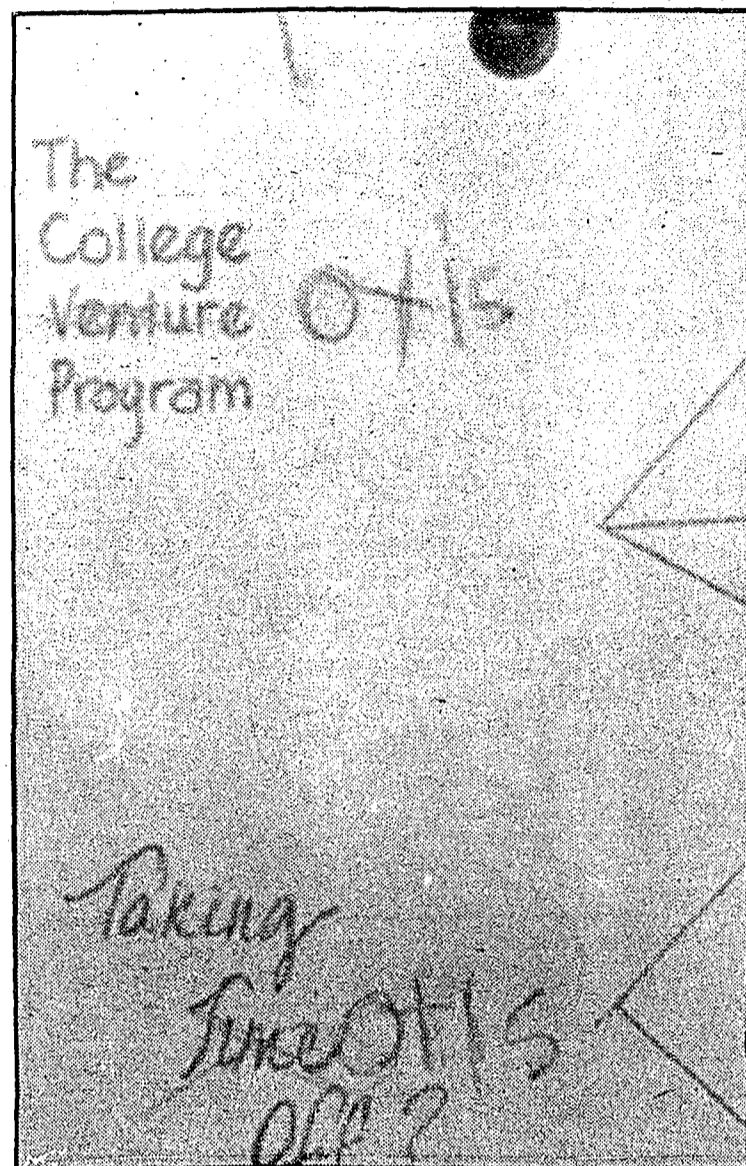 The
College
Venture
Program
Otis
Taking
Time Otis
Off?